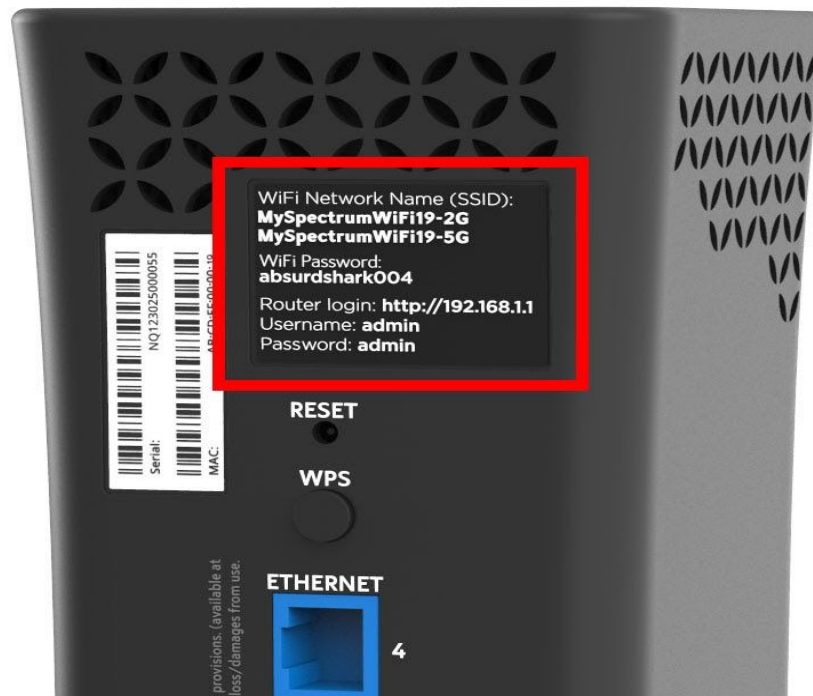 WiFi Network Name (SSID):
MySpectrumWiFi19-2G
MySpectrumWiFi19-5G
WiFi Password:
absurdshark004
Router login: http://192.168.1.1
Username: admin
Password: admin
Serial: NQ123025000055
MAC:
RESET
WPS
ETHERNET
4
provisions. (available at
loss/damages from use.